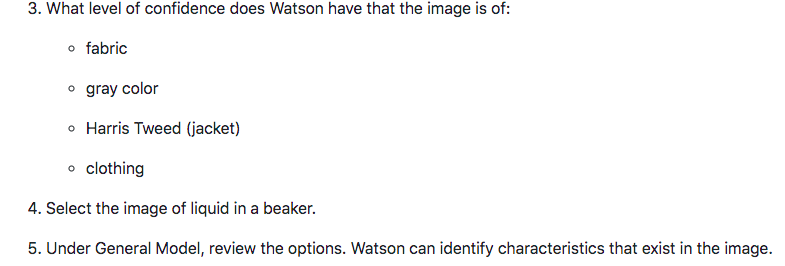 3. What level of confidence does Watson have that the image is of:
fabric
gray color
Harris Tweed (jacket)
clothing
4. Select the image of liquid in a beaker.
5. Under General Model, review the options. Watson can identify characteristics that exist in the image.